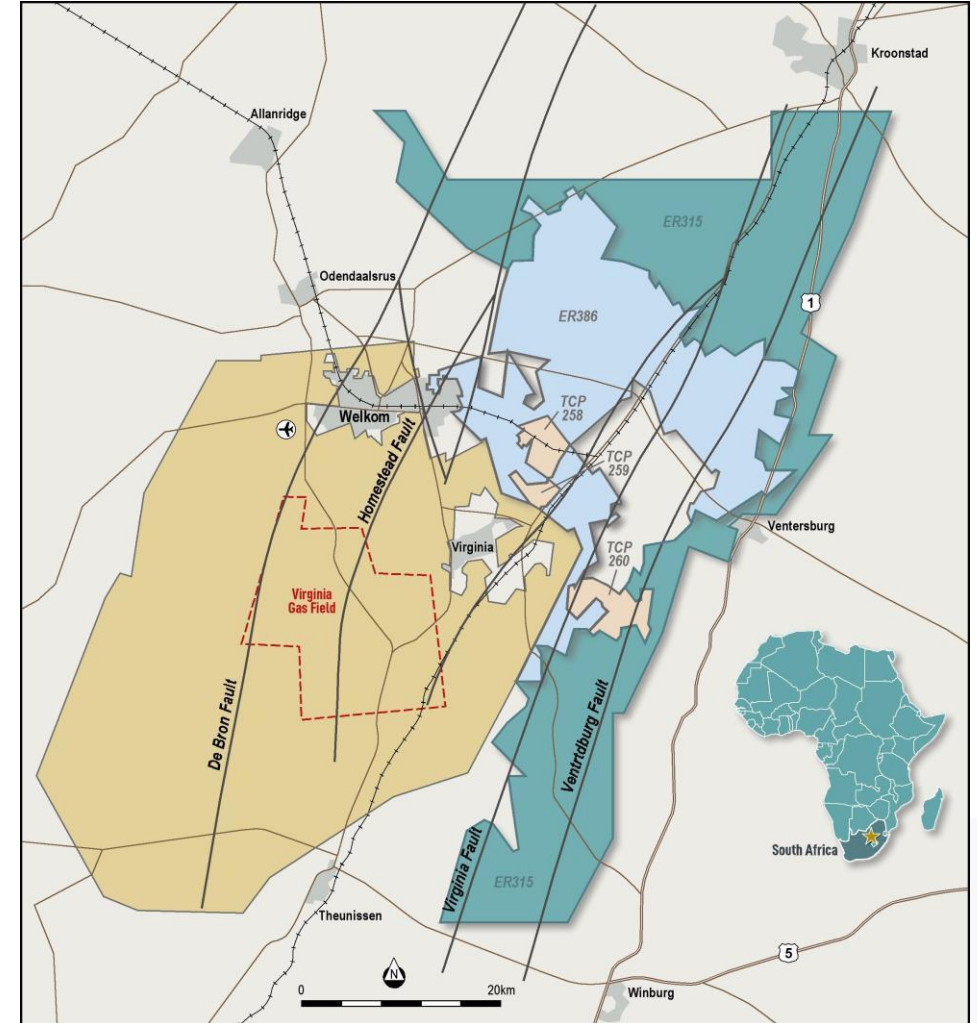 Kroonstad
Allanridge
ER315
Odendaalsrus
1
ER386
TCP
258
Welkom
Homestead Fault
TCP
259
Ventersburg
Virginia
TCP
260
Virginia
Gas Field
De Bron Fault
Ventrtdburg Fault
Virginia Fault
South Africa
ER315
Theunissen
5
N
0
20km
Winburg